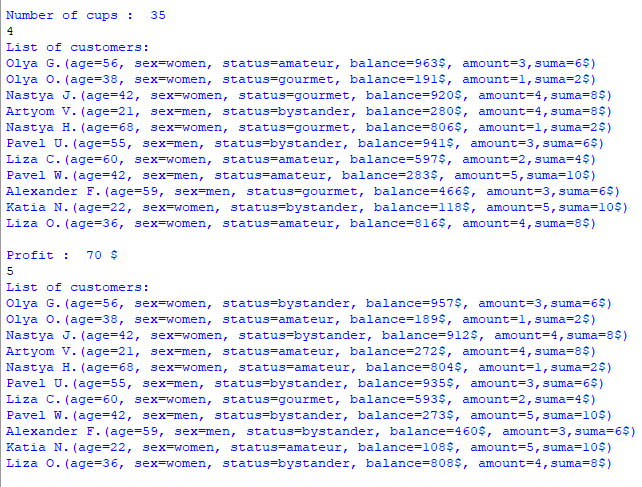 Number of cups :  35
4
List of customers:
Olya G.(age=56, sex=women, status=amateur, balance=963$, amount=3,suma=6$)
Olya O.(age=38, sex=women, status=gourmet, balance=191$, amount=1,suma=2$)
Nastya J.(age=42, sex=women, status=gourmet, balance=920$, amount=4,suma=8$)
Artyom V.(age=21, sex=men, status=bystander, balance=280$, amount=4,suma=8$)
Nastya H.(age=68, sex=women, status=gourmet, balance=806$, amount=1,suma=2$)
Pavel U.(age=55, sex=men, status=bystander, balance=941$, amount=3,suma=6$)
Liza C.(age=60, sex=women, status=amateur, balance=597$, amount=2,suma=4$)
Pavel W.(age=42, sex=men, status=amateur, balance=283$, amount=5,suma=10$)
Alexander F.(age=59, sex=men, status=gourmet, balance=466$, amount=3,suma=6$)
Katia N.(age=22, sex=women, status=bystander, balance=118$, amount=5,suma=10$)
Liza O.(age=36, sex=women, status=amateur, balance=816$, amount=4,suma=8$)
Profit :  70 $
5
List of customers:
Olya G.(age=56, sex=women, status=bystander, balance=957$, amount=3,suma=6$)
Olya O.(age=38, sex=women, status=amateur, balance=189$, amount=1,suma=2$)
Nastya J.(age=42, sex=women, status=bystander, balance=912$, amount=4,suma=8$)
Artyom V.(age=21, sex=men, status=amateur, balance=272$, amount=4,suma=8$)
Nastya H.(age=68, sex=women, status=amateur, balance=804$, amount=1,suma=2$)
Pavel U.(age=55, sex=men, status=bystander, balance=935$, amount=3,suma=6$)
Liza C.(age=60, sex=women, status=gourmet, balance=593$, amount=2,suma=4$)
Pavel W.(age=42, sex=men, status=bystander, balance=273$, amount=5,suma=10$)
Alexander F.(age=59, sex=men, status=bystander, balance=460$, amount=3,suma=6$)
Katia N.(age=22, sex=women, status=amateur, balance=108$, amount=5,suma=10$)
Liza O.(age=36, sex=women, status=bystander, balance=808$, amount=4,suma=8$)